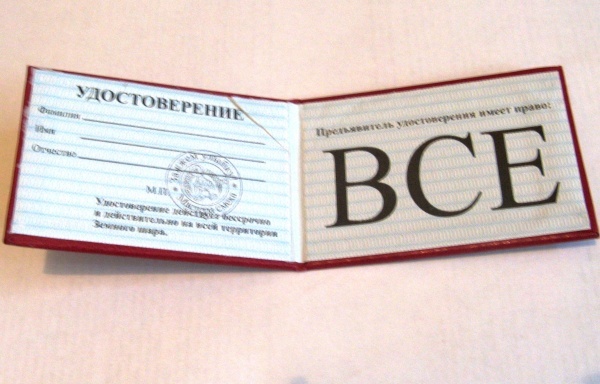 УДОСТОВЕРЕНИЕ
Фамилия
Имя
Отчество
М.П.
Удостоверение действует бессрочно
и действительно на всей территории
Земного шара.
Предъявитель удостоверения имеет право:
ВСЕ